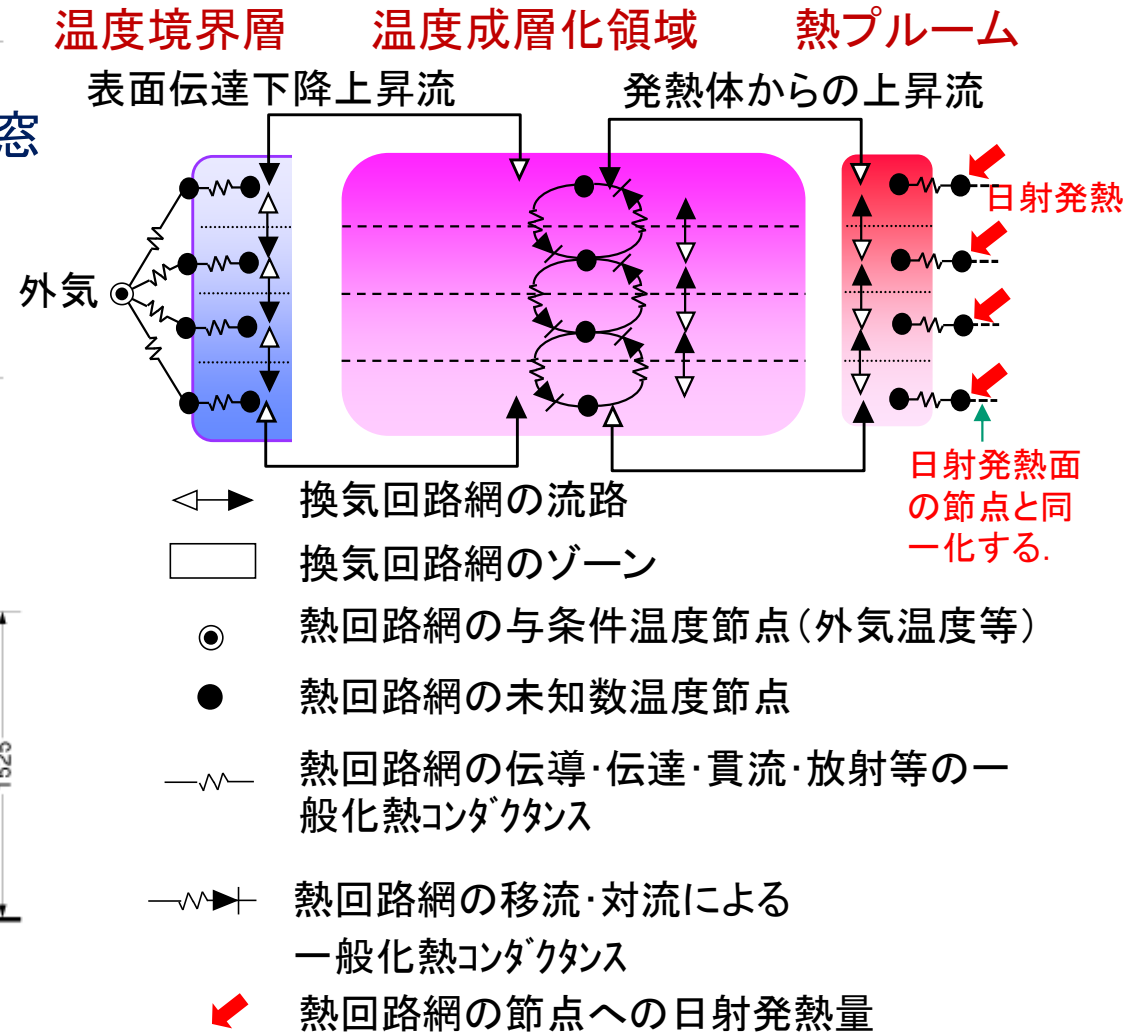 温度境界層 温度成層化領域 熱プルーム
表面伝達下降上昇流 発熱体からの上昇流
窓
日射発熱
外気
日射発熱面
の節点と同
一化する.
換気回路網の流路
換気回路網のゾーン
熱回路網の与条件温度節点(外気温度等)
熱回路網の未知数温度節点
1525
熱回路網の伝導･伝達･貫流･放射等の一
般化熱ｺﾝﾀﾞｸﾀﾝｽ
熱回路網の移流･対流による
一般化熱ｺﾝﾀﾞｸﾀﾝｽ
熱回路網の節点への日射発熱量